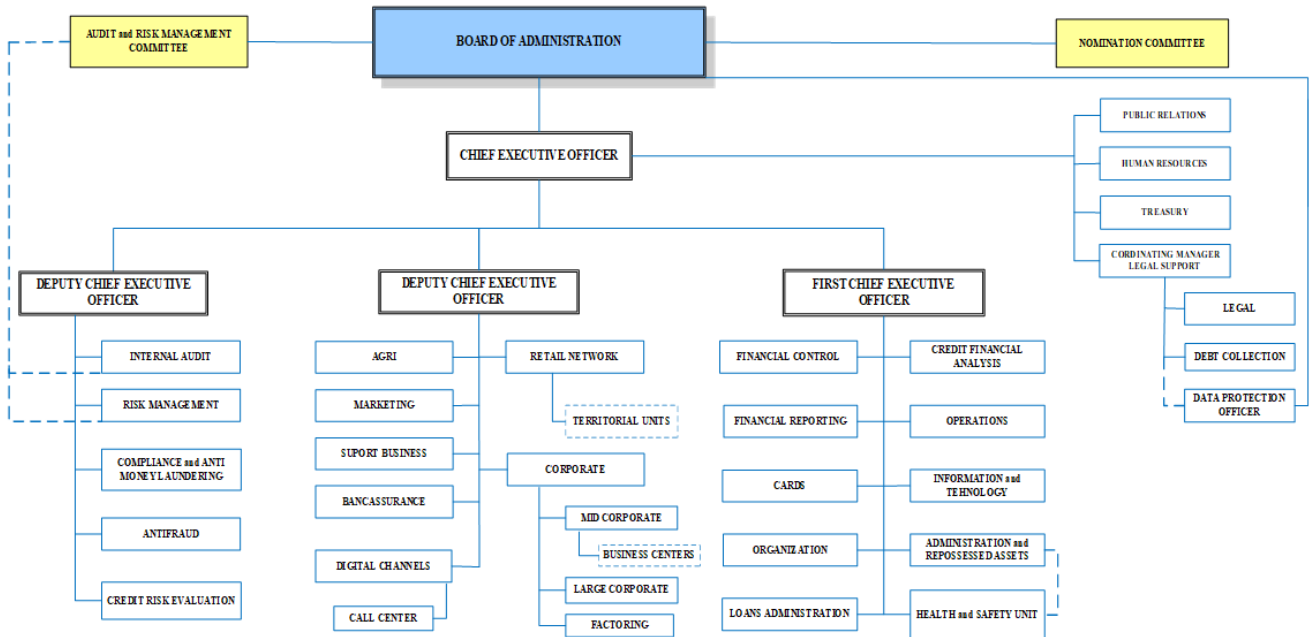 AUDIT and RISK MANAGEMENT
COMMITTEE
BOARD OF ADMINISTRATION
NOMINATION COMMITTEE
CHIEF EXECUTIVE OFFICER
PUBLIC RELATIONS
HUMAN RESOURCES
TREASURY
CORDINATING MANAGER
LEGAL SUPPORT
LEGAL
DEBT COLLECTION
DATA PROTECTION
OFFICER
DEPUTY CHIEF EXECUTIVE
OFFICER
INTERNAL AUDIT
RISK MANAGEMENT
COMPLIANCE and ANTI
MONEY LAUNDERING
ANTIFRAUD
CREDIT RISK EVALUATION
DEPUTY CHIEF EXECUTIVE
OFFICER
AGRI
MARKETING
SUPORT BUSINESS
BANCASSURANCE
DIGITAL CHANNELS
CALL CENTER
RETAIL NETWORK
TERRITORIAL UNITS
CORPORATE
MID CORPORATE
BUSINESS CENTERS
LARGE CORPORATE
FACTORING
FIRST CHIEF EXECUTIVE
OFFICER
FINANCIAL CONTROL
FINANCIAL REPORTING
CARDS
ORGANIZATION
LOANS ADMINISTRATION
CREDIT FINANCIAL
ANALYSIS
OPERATIONS
INFORMATION and
TEHNOLOGY
ADMINISTRATION and
REPOSSESSED ASSETS
HEALTH and SAFETY UNIT